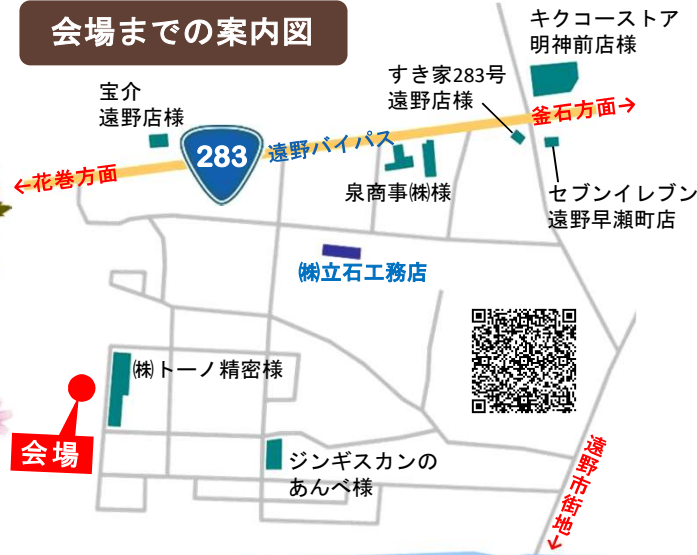 会場までの案内図
キクコーストア
明神前店様
すき家283号
遠野店様
宝介
遠野店様
釜石方面→
283
遠野バイパス
←花巻方面
泉商事㈱様
セブンイレブン
遠野早瀬町店
㈱立石工務店
㈱トーノ精密様
会場
ジンギスカンの
あんべ様
遠野市街地→